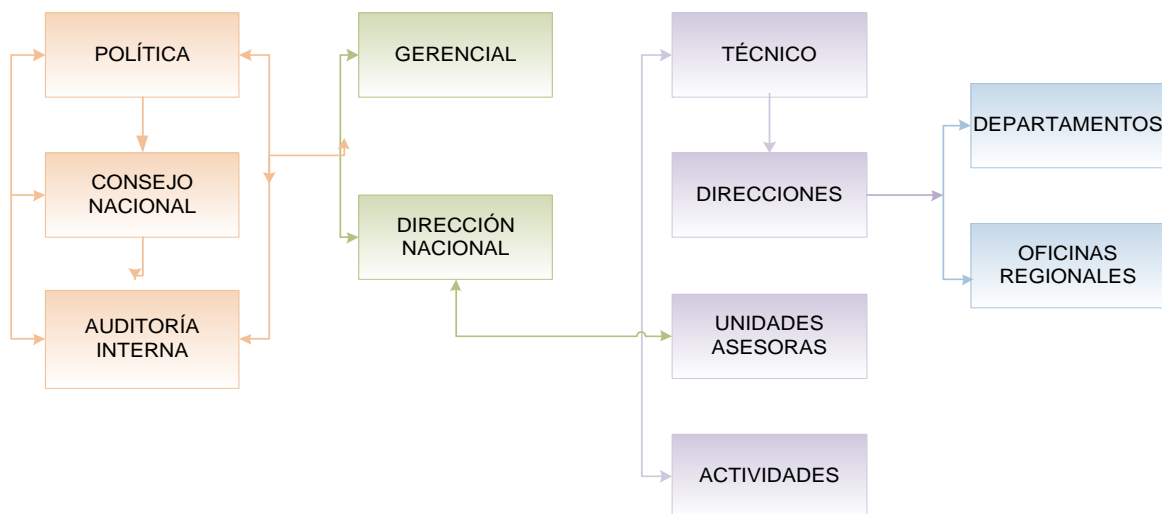 POLÍTICA
CONSEJO
NACIONAL
AUDITORÍA
INTERNA
GERENCIAL
DIRECCIÓN
NACIONAL
TÉCNICO
DIRECCIONES
UNIDADES
ASESORAS
ACTIVIDADES
DEPARTAMENTOS
OFICINAS
REGIONALES